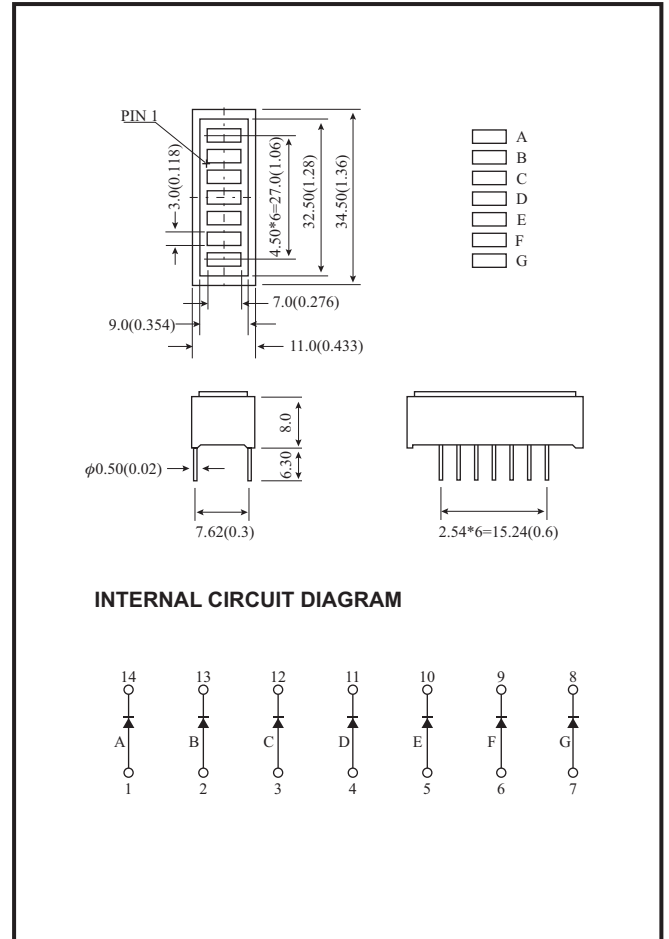 PIN 1
3.0(0.118)
4.50*6=27.0(1.06)
32.50(1.28)
34.50(1.36)
7.0(0.276)
9.0(0.354)
11.0(0.433)
A
B
C
D
E
F
G
8.0
6.30
ϕ0.50(0.02)
7.62(0.3)
2.54*6=15.24(0.6)
INTERNAL CIRCUIT DIAGRAM
14 13 12 11 10 9 8
A B C D E F G
1 2 3 4 5 6 7